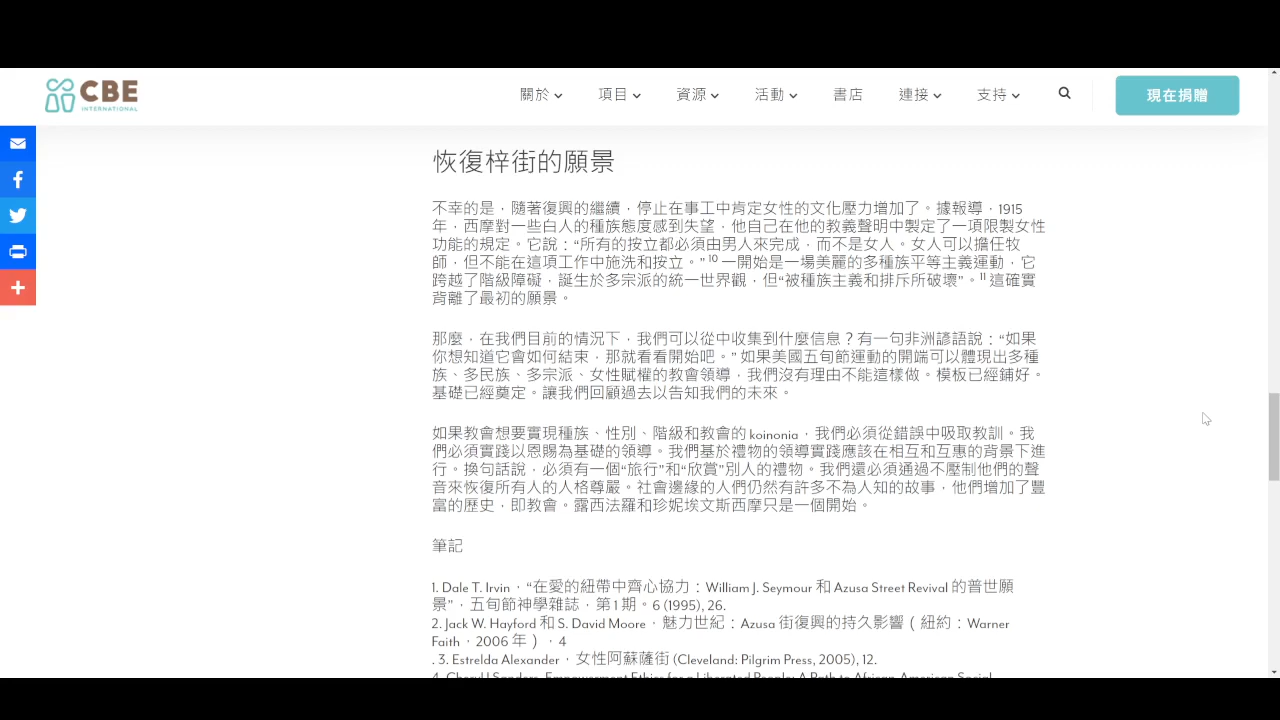 CBE
INTERNATIONAL
關於 項目 資源 活動 書店 連接 支持 現在捐贈
恢復梓街的願景
不幸的是，隨著復興的繼續，停止在事工中肯定女性的文化壓力增加了。據報導，1915
年，西摩對一些白人的種族態度感到失望，他自己在他的教義聲明中製定了一項限製女性
功能的規定。它說：“所有的按立都必須由男人來完成，而不是女人。女人可以擔任牧
師，但不能在這項工作中施洗和按立。” 10 一開始是一場美麗的多種族平等主義運動，它
跨越了階級障礙，誕生於多宗派的統一世界觀，但“被種族主義和排斥所破壞”。11 這確實
背離了最初的願景。
那麼，在我們目前的情況下，我們可以從中收集到什麼信息？有一句非洲諺語說：“如果
你想知道它會如何結束，那就看看開始吧。” 如果美國五旬節運動的開端可以體現出多種
族、多民族、多宗派、女性賦權的教會領導，我們沒有理由不能這樣做。模板已經鋪好。
基礎已經奠定。讓我們回顧過去以告知我們的未來。
如果教會想要實現種族、性別、階級和教會的 koinonia，我們必須從錯誤中吸取教訓。我
們必須實踐以恩賜為基礎的領導。我們基於禮物的領導實踐應該在相互和互惠的背景下進
行。換句話說，必須有一個“旅行”和“欣賞”別人的禮物。我們還必須通過不壓制他們的聲
音來恢復所有人的人格尊嚴。社會邊緣的人們仍然有許多不為人知的故事，他們增加了豐
富的歷史，即教會。露西法羅和珍妮埃文斯西摩只是一個開始。
筆記
1. Dale T. Irvin，“在愛的紐帶中齊心協力：William J. Seymour 和 Azusa Street Revival 的普世願
景”，五旬節神學雜誌，第 1 期。6 (1995), 26.
2. Jack W. Hayford 和 S. David Moore，魅力世紀：Azusa 街復興的持久影響（紐約：Warner
Faith，2006 年），4
. 3. Estrelda Alexander，女性阿蘇薩街 (Cleveland: Pilgrim Press, 2005), 12.
4. Cheryl J Sanders, Empowerment Ethics for a Liberated People: A Path to African American Social